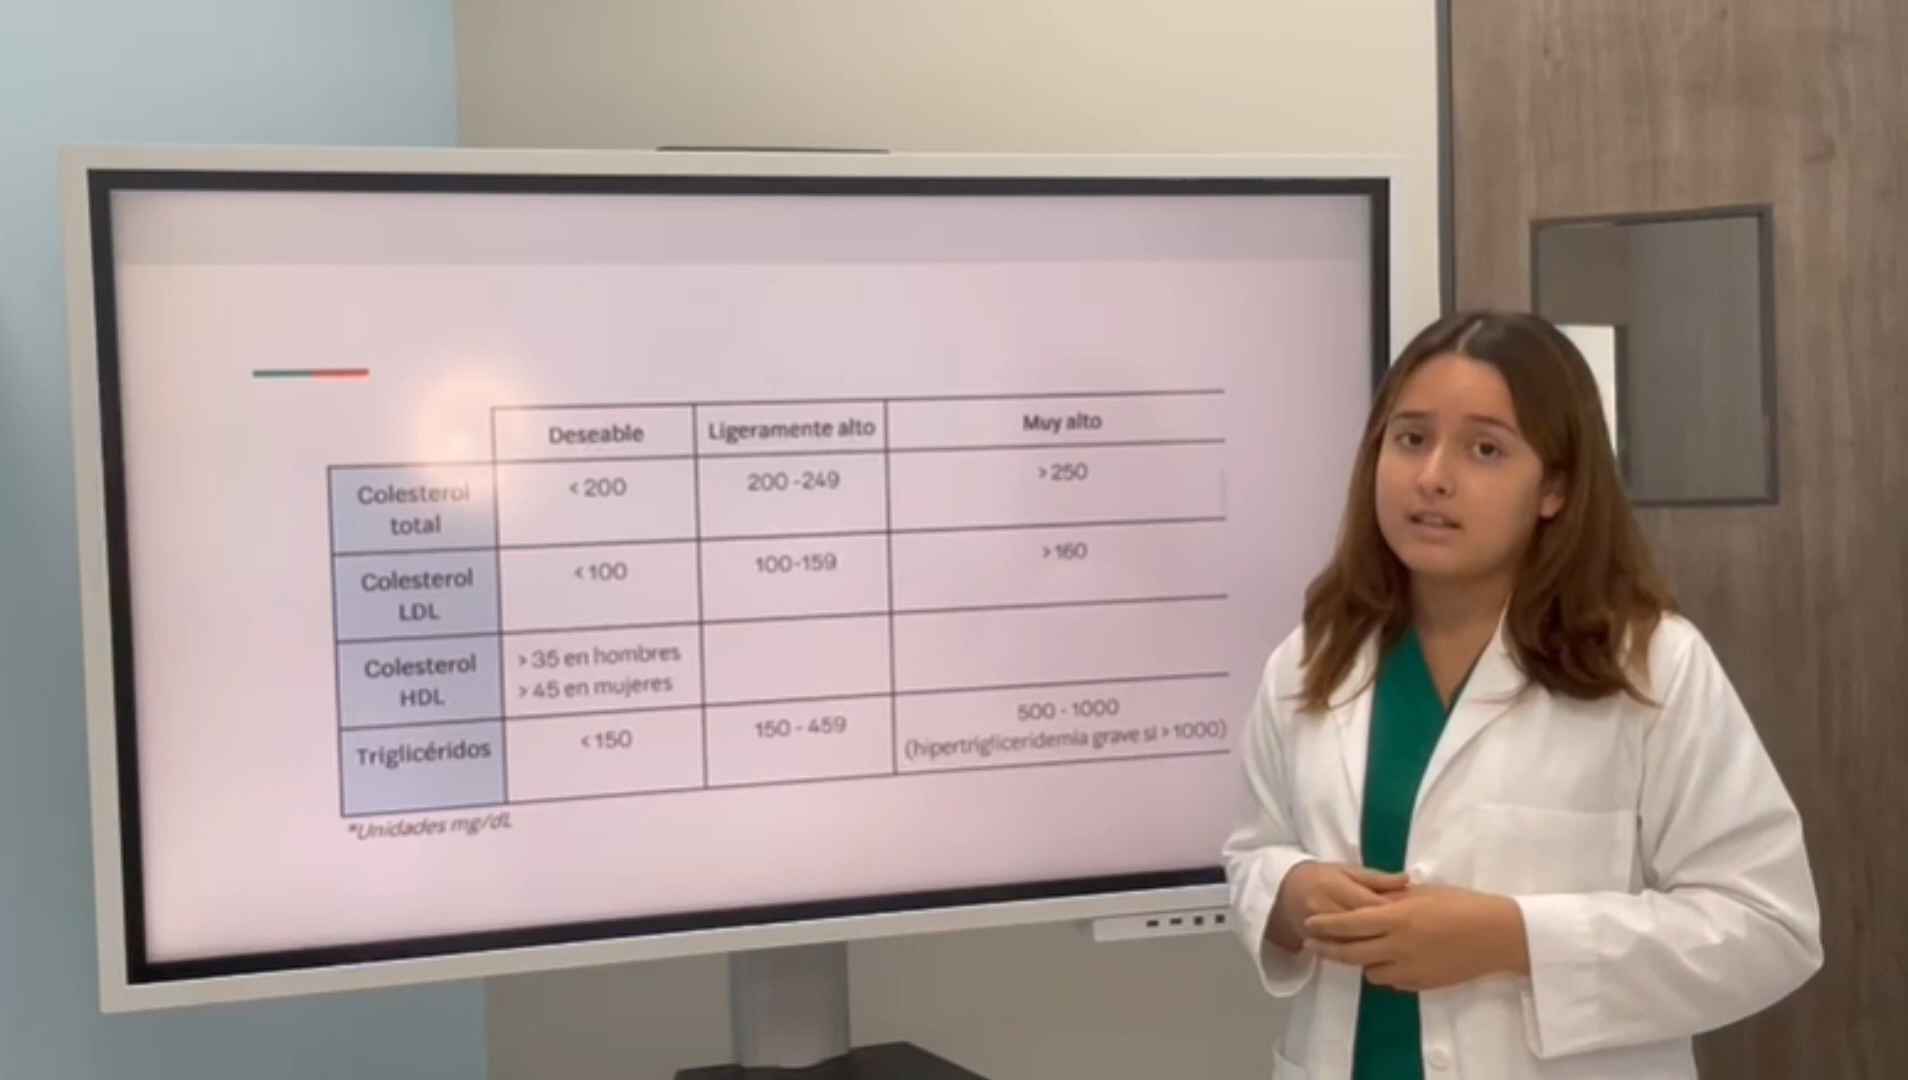 Deseable Ligeramente alto Muy alto
Colesterol total < 200 200 -249 > 250
Colesterol LDL < 100 100-159 > 160
Colesterol HDL > 35 en hombres > 45 en mujeres
Triglicéridos < 150 150 - 459 500 - 1000 (hipertrigliceridemia grave si > 1000)
*Unidades mg/dL